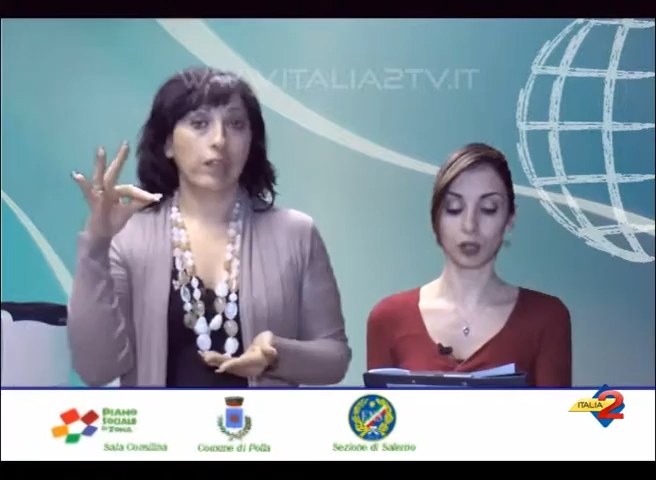 WWW.ITALIA2TV.IT
PIANO
SOCIALE
DI ZONA
Sala Consilina
Comune di Polla
Sezione di Salerno
ITALIA 2